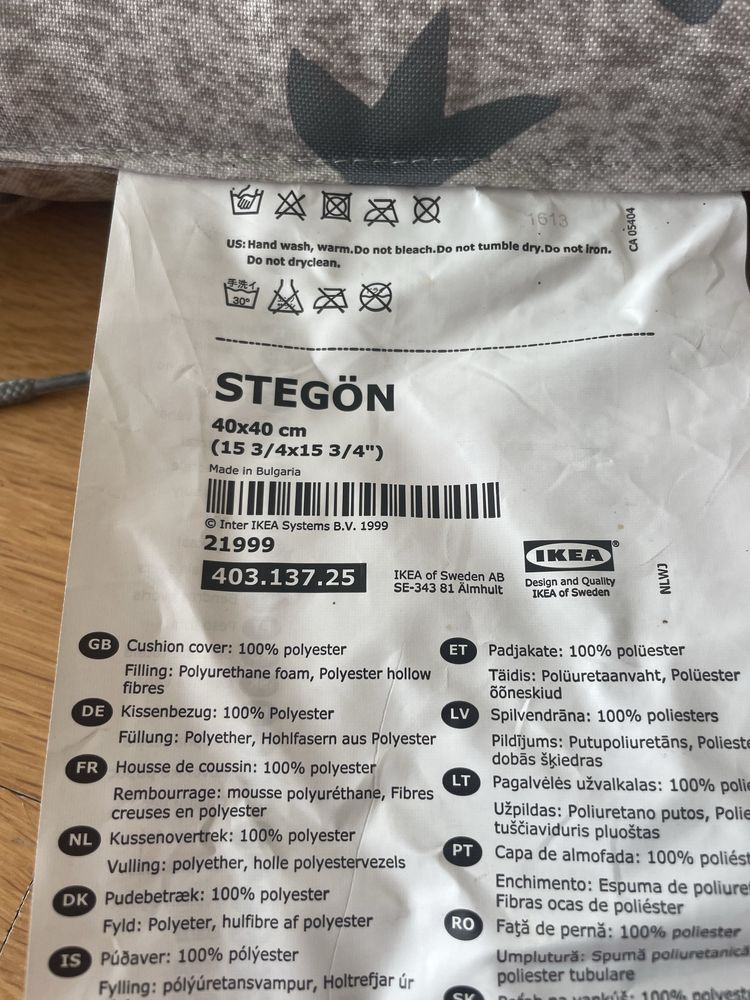 1613
CA 05404
US: Hand wash, warm.Do not bleach.Do not tumble dry.Do not iron.
Do not dryclean.
手洗イ
30°
STEGÖN
40x40 cm
(15 3/4x15 3/4")
Made in Bulgaria
© Inter IKEA Systems B.V. 1999
21999
403.137.25
IKEA of Sweden AB
SE-343 81 Älmhult
IKEA®
Design and Quality
IKEA of Sweden
NLWJ
GB Cushion cover: 100% polyester
Filling: Polyurethane foam, Polyester hollow
fibres
DE Kissenbezug: 100% Polyester
Füllung: Polyether, Hohlfasern aus Polyester
FR Housse de coussin: 100% polyester
Rembourrage: mousse polyuréthane, Fibres
creuses en polyester
NL Kussenovertrek: 100% polyester
Vulling: polyether, holle polyestervezels
DK Pudebetræk: 100% polyester
Fyld: Polyeter, hulfibre af polyester
IS Púðaver: 100% pólýester
Fylling: pólýúretansvampur, Holtrefjar úr
ET Padjakate: 100% polüester
Täidis: Polüuretaanvaht, Polüester
õõneskiud
LV Spilvendrāna: 100% poliesters
Pildījums: Putupoliuretāns, Polieste
dobās šķiedras
LT Pagalvėlės užvalkalas: 100% polie
Užpildas: Poliuretano putos, Polie
tuščiaviduris pluoštas
PT Capa de almofada: 100% poliést
Enchimento: Espuma de poliure
Fibras ocas de poliéster
RO Faţă de pernă: 100% poliester
Umplutură: Spumă poliuretanică
poliester tubulare
SK 100% polyest